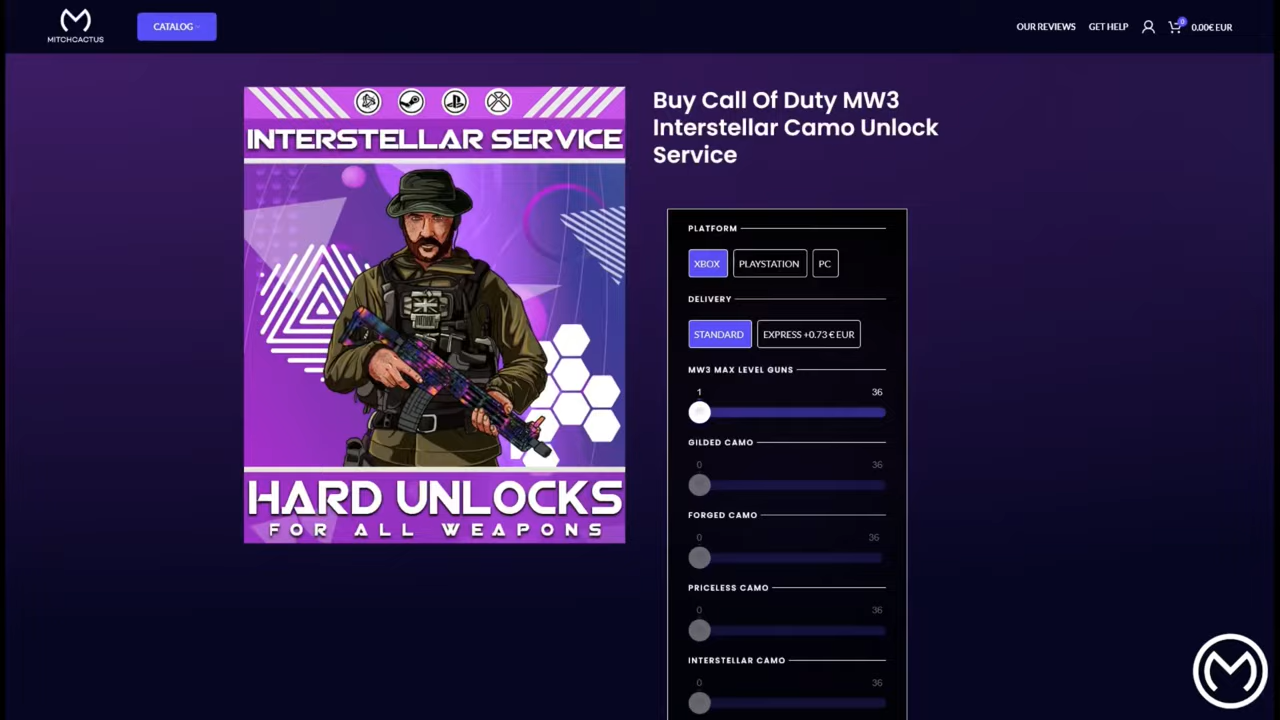 MITCHCACTUS
CATALOG
OUR REVIEWS
GET HELP
0
0.00€ EUR
INTERSTELLAR SERVICE
HARD UNLOCKS
FOR ALL WEAPONS
Buy Call Of Duty MW3
Interstellar Camo Unlock
Service
PLATFORM
XBOX
PLAYSTATION
PC
DELIVERY
STANDARD
EXPRESS +0.73 € EUR
MW3 MAX LEVEL GUNS
1
36
GILDED CAMO
0
36
FORGED CAMO
0
36
PRICELESS CAMO
0
36
INTERSTELLAR CAMO
0
36